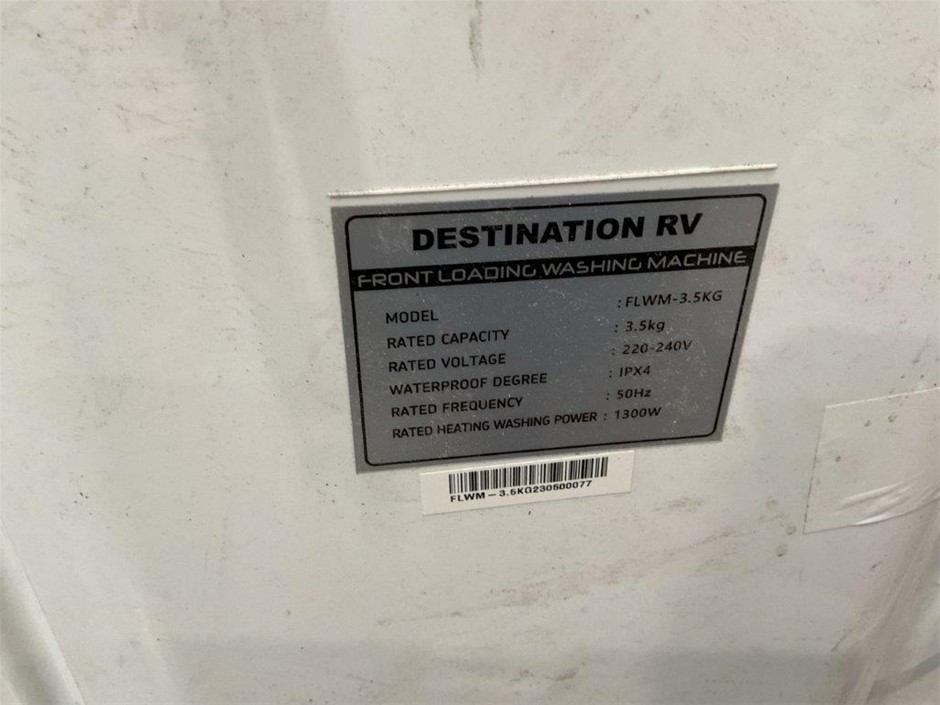 DESTINATION RV
FRONT LOADING WASHING MACHINE
MODEL : FLWM-3.5KG
RATED CAPACITY : 3.5kg
RATED VOLTAGE : 220-240V
WATERPROOF DEGREE : IPX4
RATED FREQUENCY : 50Hz
RATED HEATING WASHING POWER : 1300W
FLWM-3.5KG230500077